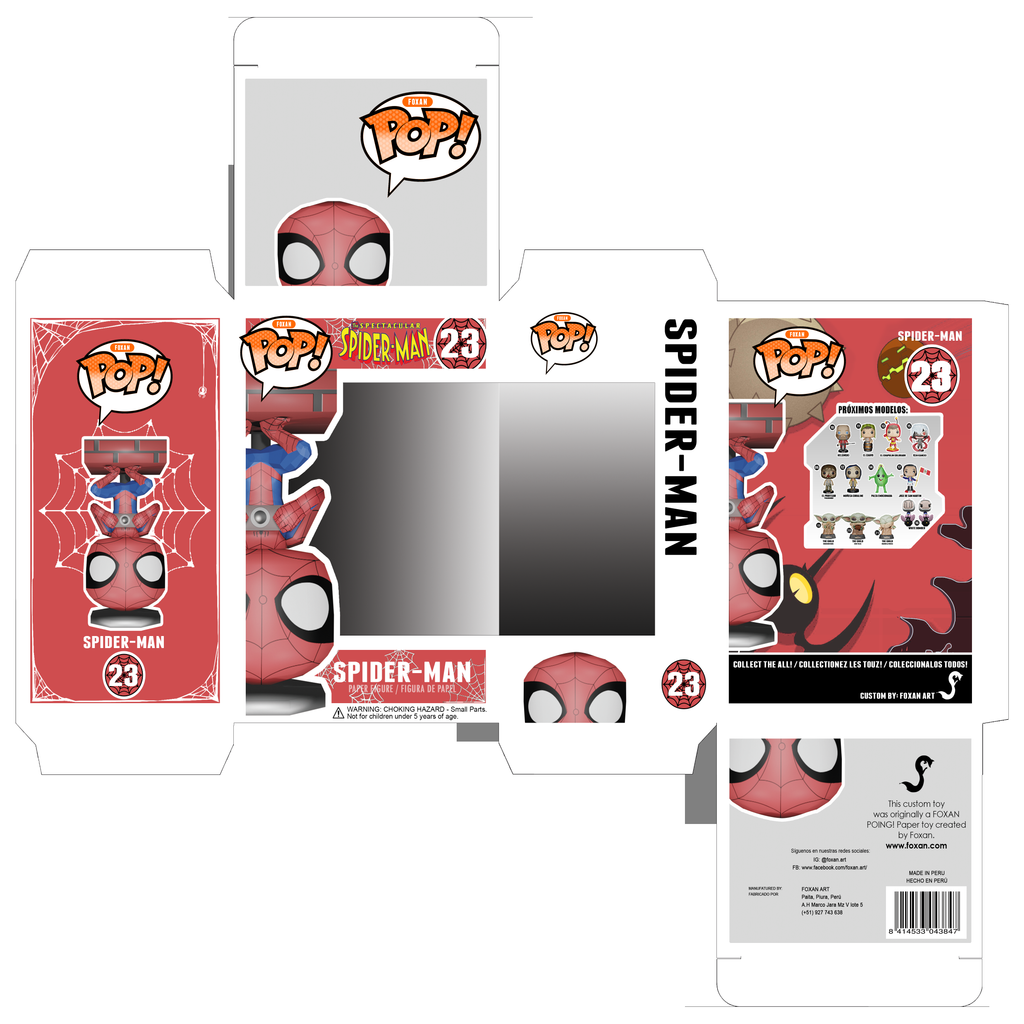 FOXAN
POP!
FOXAN
POP!
SPIDER-MAN
23
FOXAN
POP!
SPECTACULAR
SPIDER-MAN
23
SPIDER-MAN
PAPER FIGURE / FIGURA DE PAPEL
WARNING: CHOKING HAZARD - Small Parts.
Not for children under 5 years of age.
FOXAN
POP!
SPIDER-MAN
23
FOXAN
POP!
SPIDER-MAN
23
PRÓXIMOS MODELOS:
COLLECT THE ALL! / COLLECTIONEZ LES TOUZ! / COLECCIONALOS TODOS!
CUSTOM BY: FOXAN ART
This custom toy
was originally a FOXAN
POING! Paper toy created
by Foxan.
www.foxan.com
Síguenos en nuestras redes sociales:
IG: @foxan.art
FB: www.facebook.com/foxan.art/
MADE IN PERU
HECHO EN PERÚ
MANUFATURED BY:
FABRICADO POR
FOXAN ART
Paita, Piura, Perú
A.H Marco Jara Mz V lote 5
(+51) 927 743 638
8 414533 043847